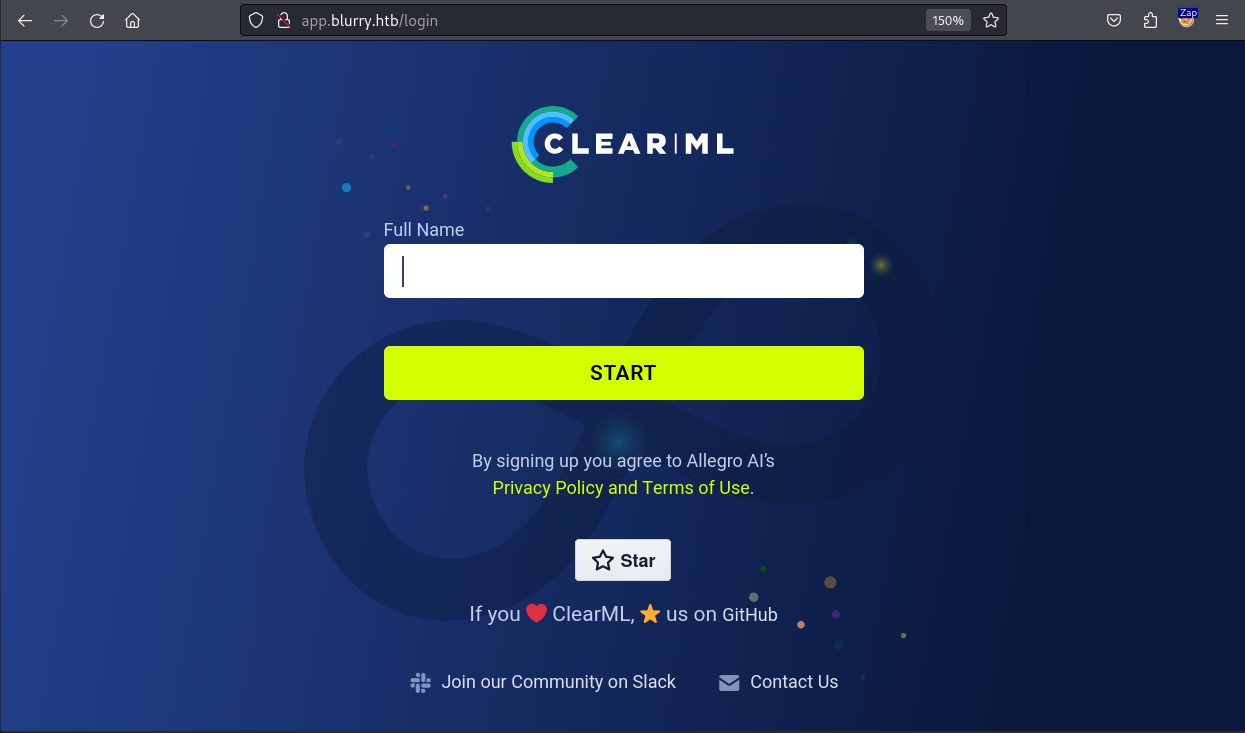 app.blurry.htb/login
150%
Zap
CLEAR|ML
Full Name
START
By signing up you agree to Allegro AI’s
Privacy Policy and Terms of Use.
Star
If you ❤️ ClearML, ⭐ us on GitHub
Join our Community on Slack
Contact Us